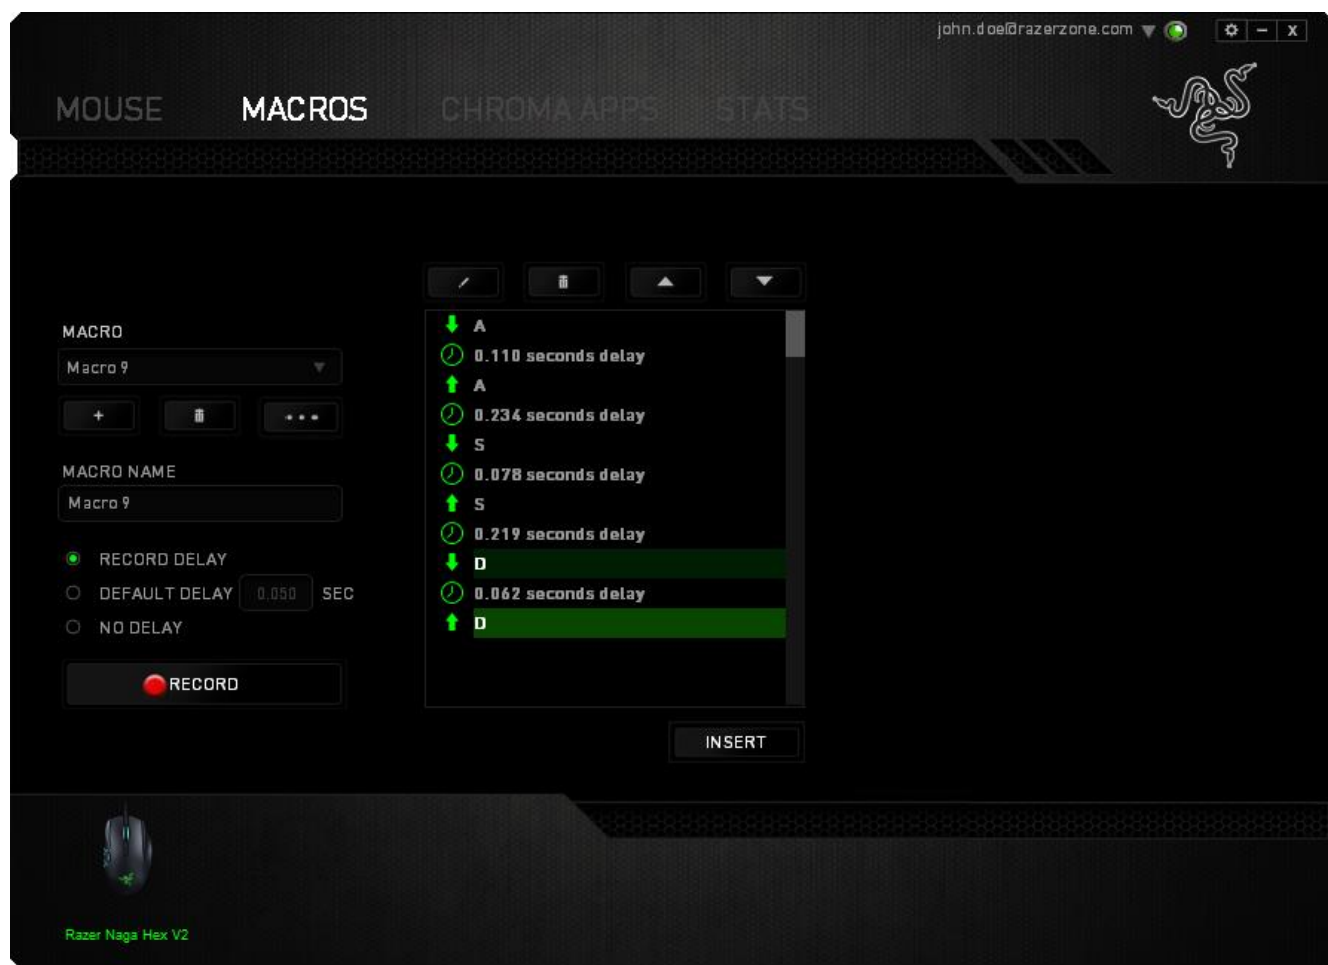 john.doe@razerzone.com
- x
MOUSE MACROS CHROMA APPS STATS
MACRO
Macro 9
+ •••
MACRO NAME
Macro 9
RECORD DELAY
DEFAULT DELAY 0.050 SEC
NO DELAY
RECORD
A
0.110 seconds delay
A
0.234 seconds delay
S
0.078 seconds delay
S
0.219 seconds delay
D
0.062 seconds delay
D
INSERT
Razer Naga Hex V2